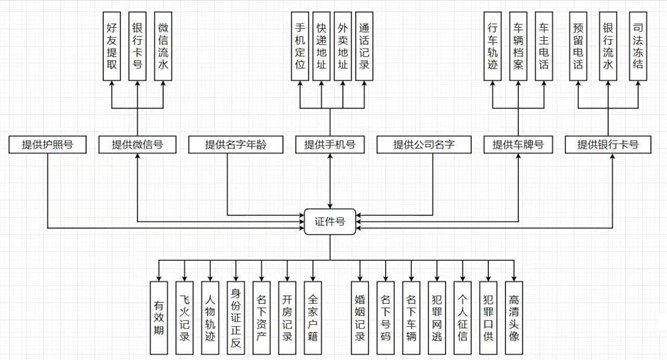 好友提取
银行卡号
微信流水
手机定位
快递地址
外卖地址
通话记录
行车轨迹
车辆档案
车主电话
预留电话
银行流水
司法冻结
提供护照号
提供微信号
提供名字年龄
提供手机号
提供公司名字
提供车牌号
提供银行卡号
证件号
有效期
飞火记录
人物轨迹
身份证正反
名下资产
开房记录
全家户籍
婚姻记录
名下号码
名下车辆
犯罪网逃
个人征信
犯罪口供
高清头像